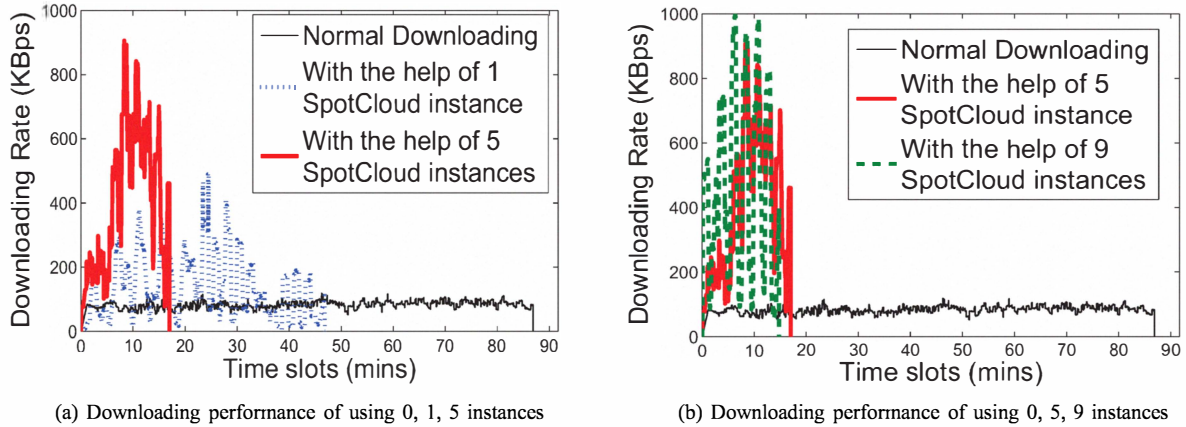 1000
800
600
400
200
0
Downloading Rate (KBps)
Normal Downloading
With the help of 1
SpotCloud instance
With the help of 5
SpotCloud instances
0 10 20 30 40 50 60 70 80 90
Time slots (mins)
(a) Downloading performance of using 0, 1, 5 instances
1000
800
600
400
200
0
Downloading Rate (KBps)
Normal Downloading
With the help of 5
SpotCloud instance
With the help of 9
SpotCloud instances
0 10 20 30 40 50 60 70 80 90
Time slots (mins)
(b) Downloading performance of using 0, 5, 9 instances